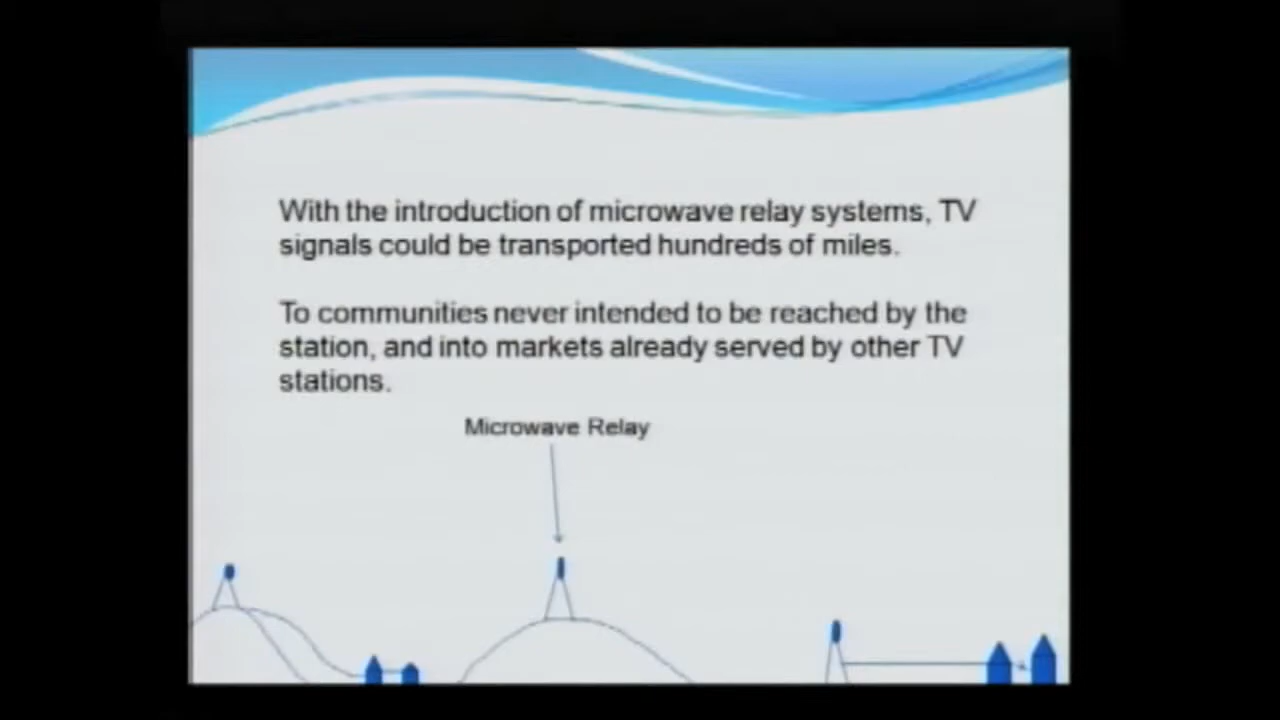 With the introduction of microwave relay systems, TV
signals could be transported hundreds of miles.
To communities never intended to be reached by the
station, and into markets already served by other TV
stations.
Microwave Relay